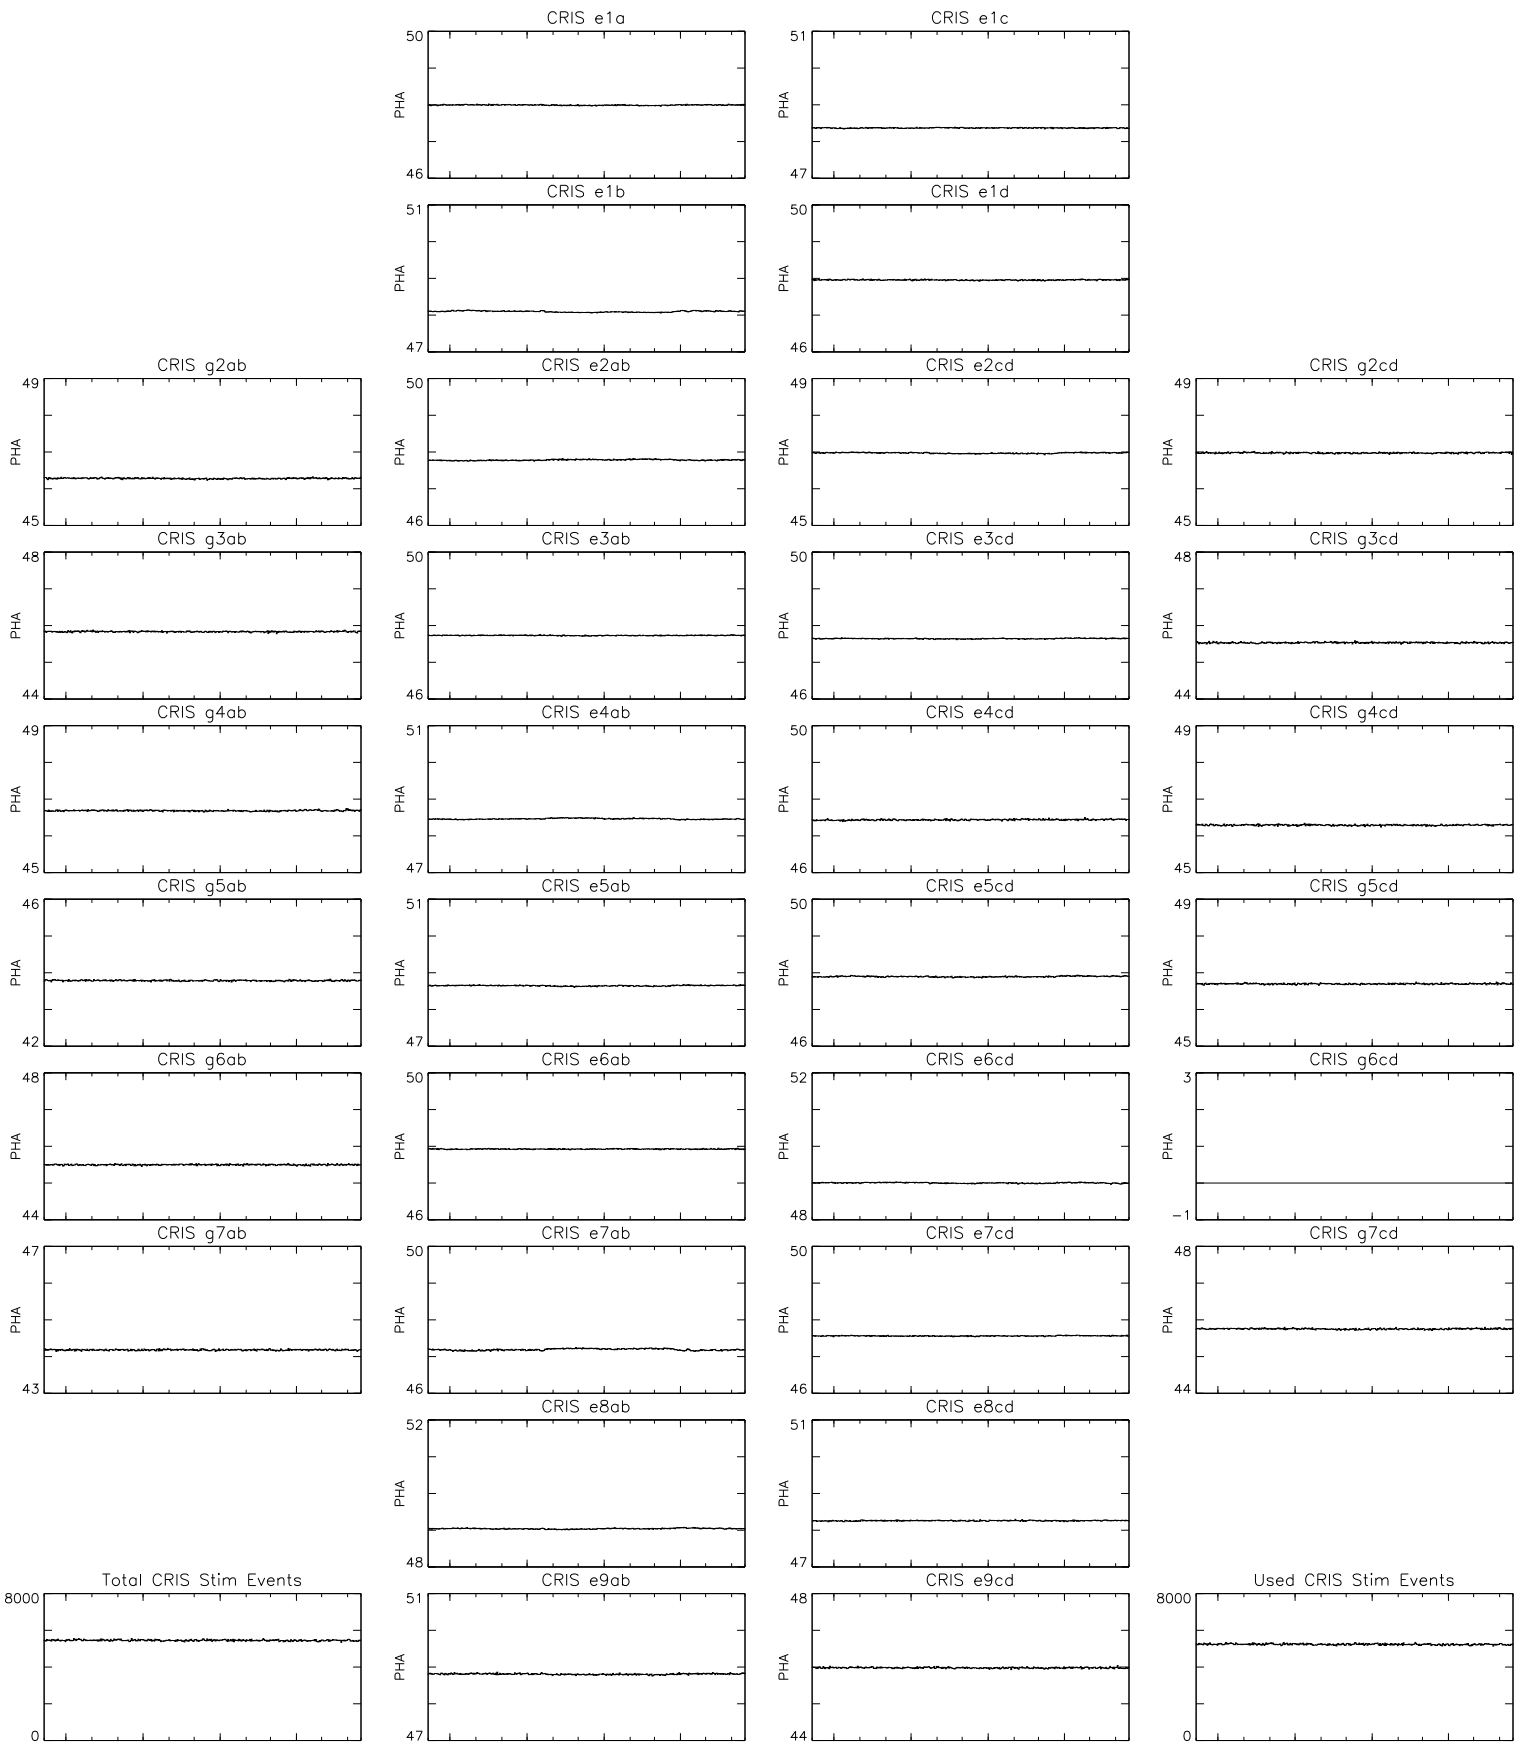 CRIS e1a
CRIS e1c
50
PHA
46
51
PHA
47
CRIS e1b
CRIS e1d
51
PHA
47
50
PHA
46
CRIS g2ab
CRIS e2ab
CRIS e2cd
CRIS g2cd
49
PHA
45
50
PHA
46
49
PHA
45
49
PHA
45
CRIS g3ab
CRIS e3ab
CRIS e3cd
CRIS g3cd
48
PHA
44
50
PHA
46
50
PHA
46
48
PHA
44
CRIS g4ab
CRIS e4ab
CRIS e4cd
CRIS g4cd
49
PHA
45
51
PHA
47
50
PHA
46
49
PHA
45
CRIS g5ab
CRIS e5ab
CRIS e5cd
CRIS g5cd
46
PHA
42
51
PHA
47
50
PHA
46
49
PHA
45
CRIS g6ab
CRIS e6ab
CRIS e6cd
CRIS g6cd
48
PHA
44
50
PHA
46
52
PHA
48
3
PHA
-1
CRIS g7ab
CRIS e7ab
CRIS e7cd
CRIS g7cd
47
PHA
43
50
PHA
46
50
PHA
46
48
PHA
44
CRIS e8ab
CRIS e8cd
52
PHA
48
51
PHA
47
Total CRIS Stim Events
CRIS e9ab
CRIS e9cd
Used CRIS Stim Events
8000
0
51
PHA
47
48
PHA
44
8000
0